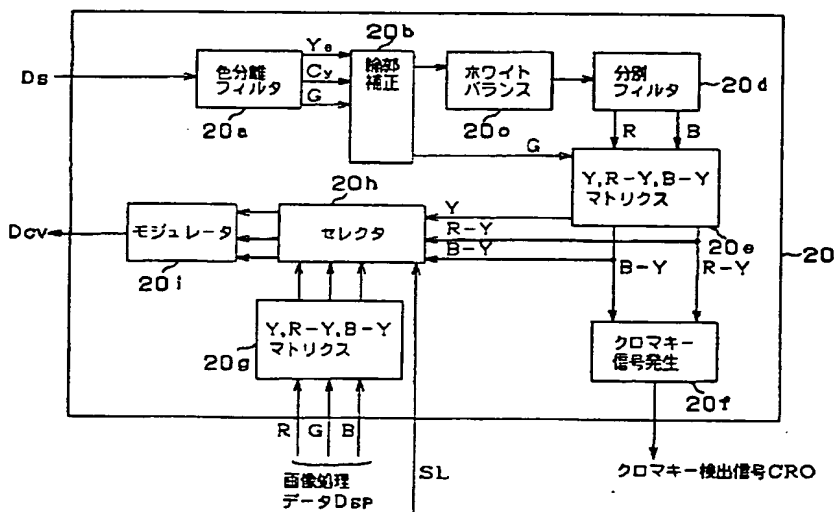 20b
Ye
Cy
G
Ds
色分離
フィルタ
20a
輪郭
補正
ホワイト
バランス
20c
分別
フィルタ
20d
R
B
G
Y,R-Y,B-Y
マトリクス
20e
20h
Y
R-Y
B-Y
Dcv
モジュレータ
20i
セレクタ
B-Y
R-Y
20
Y,R-Y,B-Y
マトリクス
20g
クロマキー
信号発生
20f
R
G
B
SL
画像処理
データDSP
クロマキー検出信号CRO